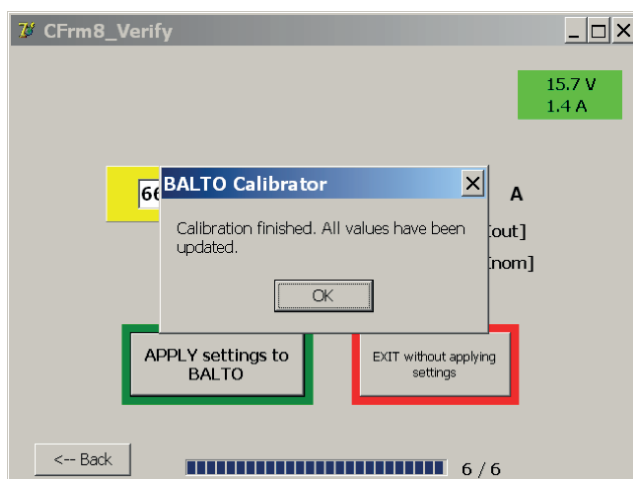 CFrm8_Verify
15.7 V
1.4 A
BALTO Calibrator
A
Calibration finished. All values have been
updated.
nom]
OK
APPLY settings to
BALTO
EXIT without applying
settings
<-- Back
6 / 6